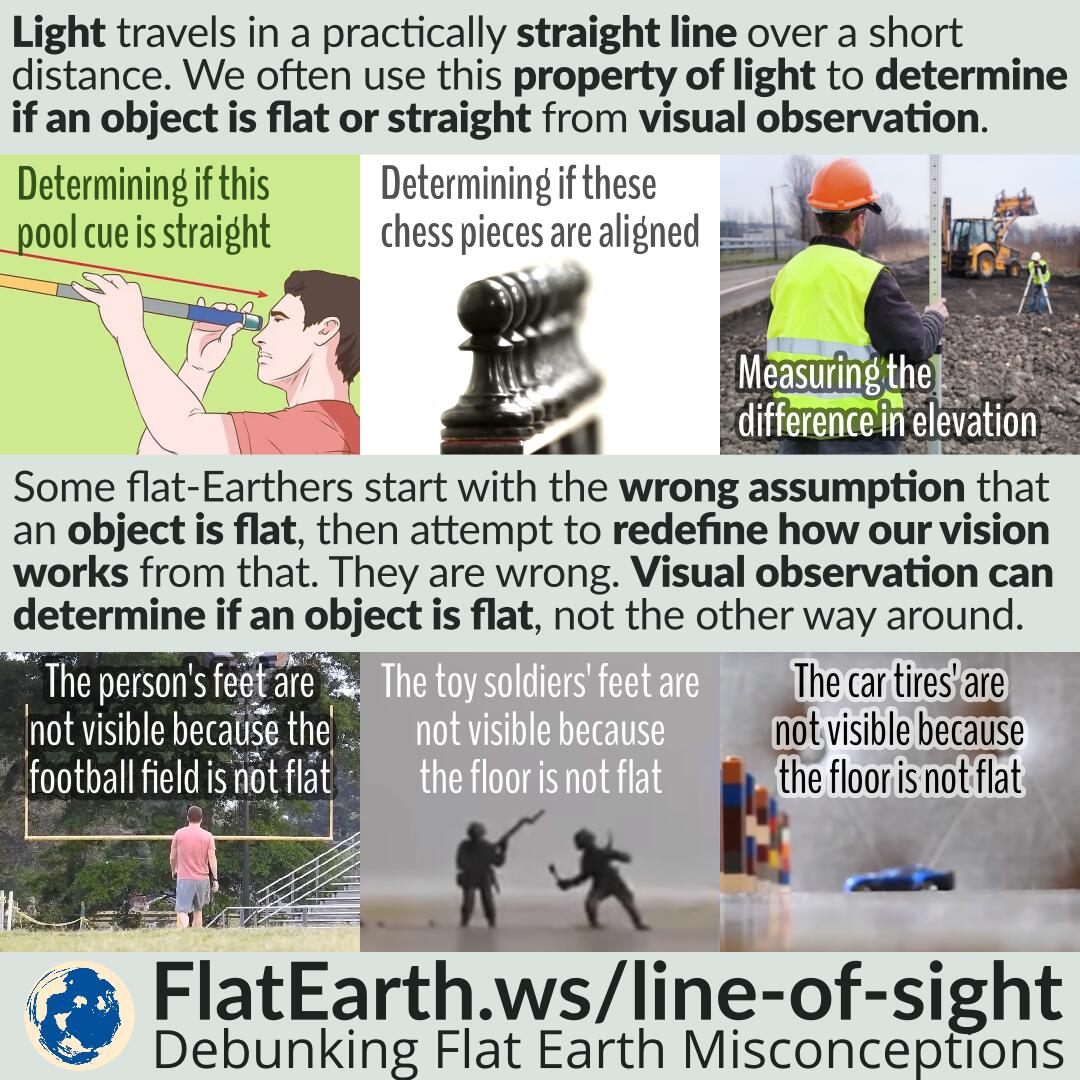 Light travels in a practically straight line over a short
distance. We often use this property of light to determine
if an object is flat or straight from visual observation.
Determining if this
pool cue is straight
Determining if these
chess pieces are aligned
Measuring the
difference in elevation
Some flat-Earthers start with the wrong assumption that
an object is flat, then attempt to redefine how our vision
works from that. They are wrong. Visual observation can
determine if an object is flat, not the other way around.
The person's feet are
not visible because the
football field is not flat
The toy soldiers' feet are
not visible because
the floor is not flat
The car tires' are
not visible because
the floor is not flat
FlatEarth.ws/line-of-sight
Debunking Flat Earth Misconceptions